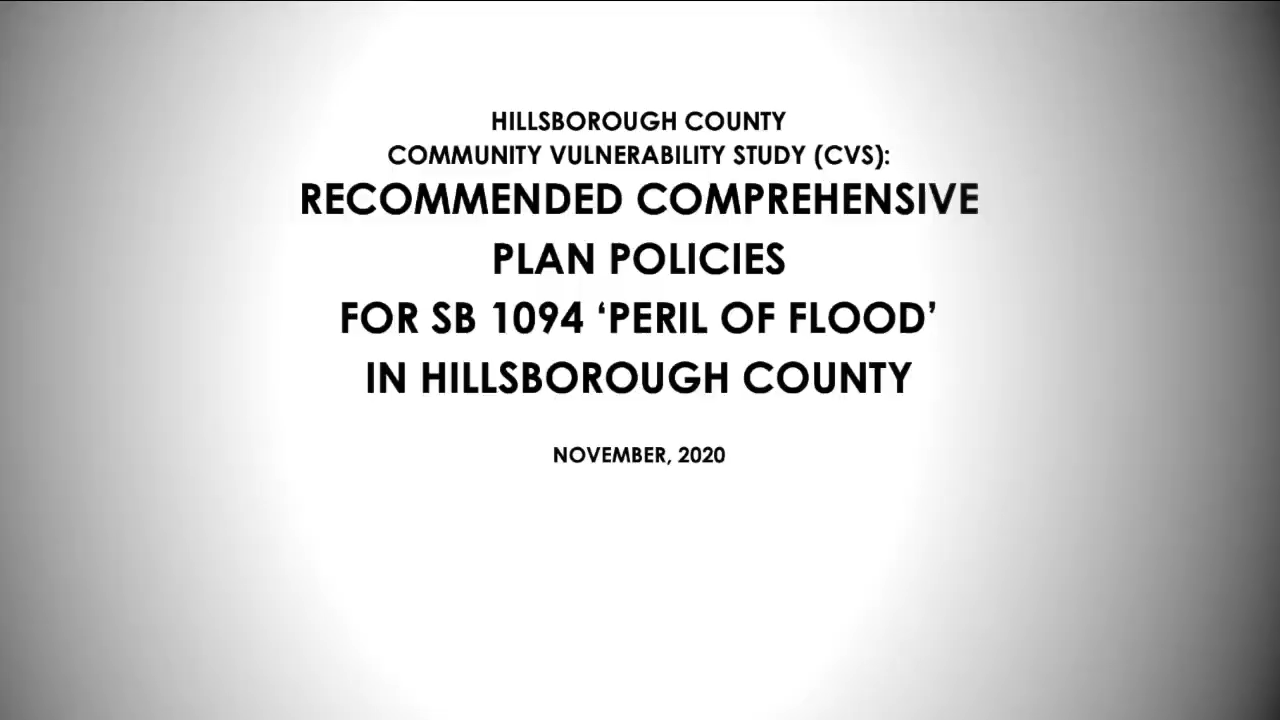 HILLSBOROUGH COUNTY
COMMUNITY VULNERABILITY STUDY (CVS):
RECOMMENDED COMPREHENSIVE
PLAN POLICIES
FOR SB 1094 ‘PERIL OF FLOOD’
IN HILLSBOROUGH COUNTY
NOVEMBER, 2020